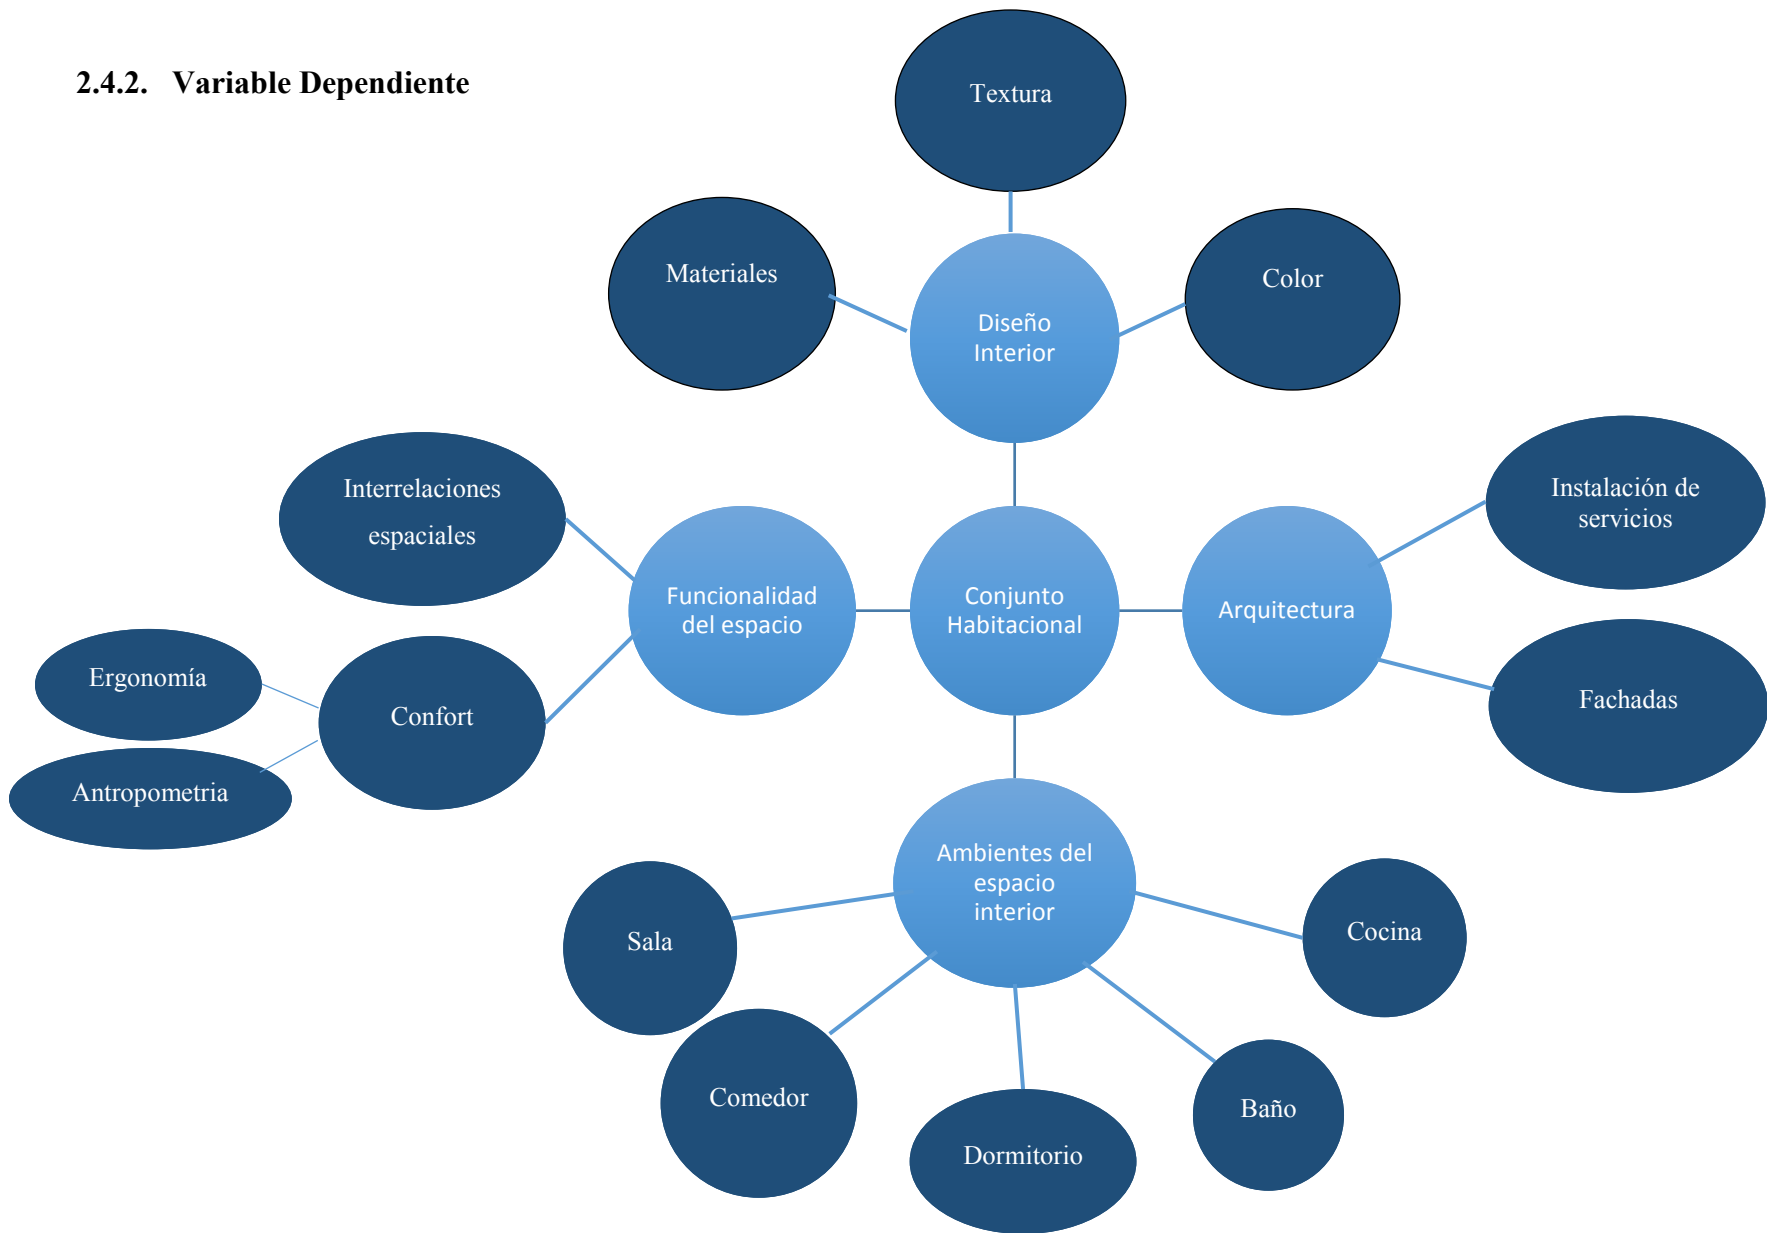 2.4.2. Variable Dependiente
Textura
Materiales
Color
Diseño
Interior
Interrelaciones
espaciales
Instalación de
servicios
Funcionalidad
del espacio
Conjunto
Habitacional
Arquitectura
Ergonomía
Confort
Fachadas
Antropometria
Ambientes del
espacio
interior
Sala
Cocina
Comedor
Baño
Dormitorio